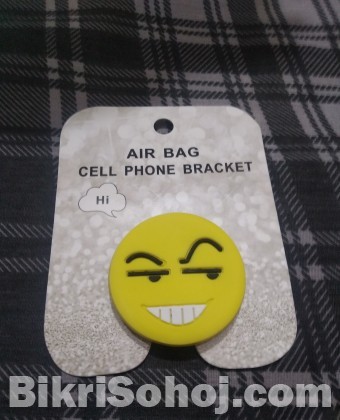 AIR BAG
CELL PHONE BRACKET
Hi
BikriSohoj.com